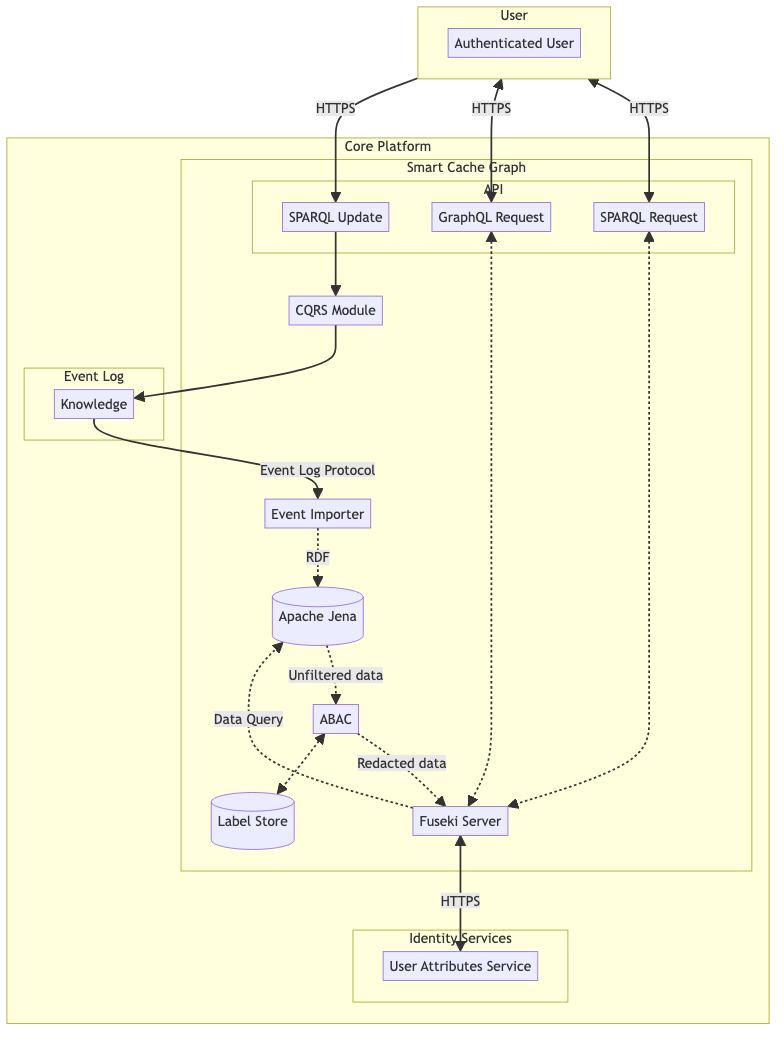 User
Authenticated User
HTTPS
HTTPS
HTTPS
Core Platform
Smart Cache Graph
API
SPARQL Update
GraphQL Request
SPARQL Request
CQRS Module
Event Log
Knowledge
Event Log Protocol
Event Importer
RDF
Apache Jena
Unfiltered data
Data Query
ABAC
Redacted data
Label Store
Fuseki Server
HTTPS
Identity Services
User Attributes Service